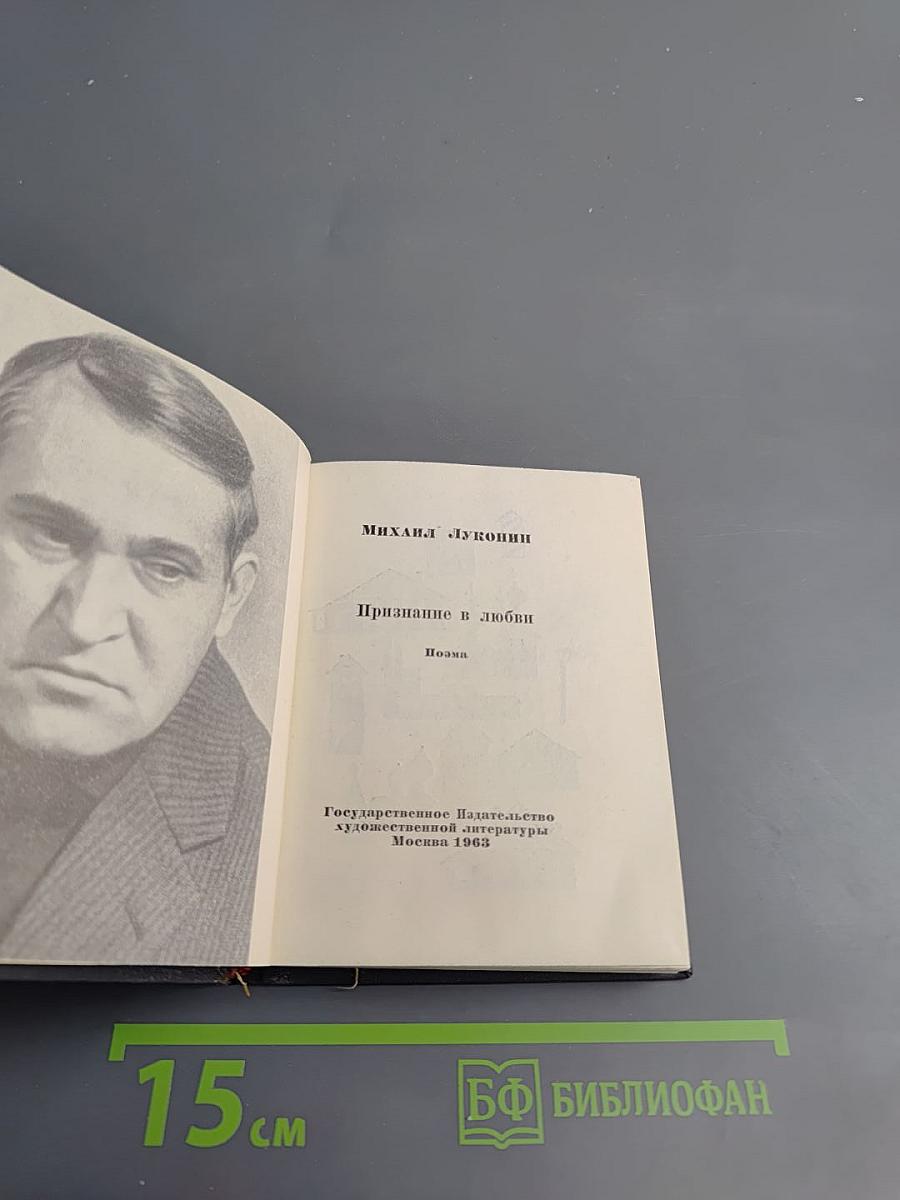 Михаил Луконин
Признание в любви
Поэма
Государственное Издательство
художественной литературы
Москва 1963
15 см
БФ БИБЛИОФАН